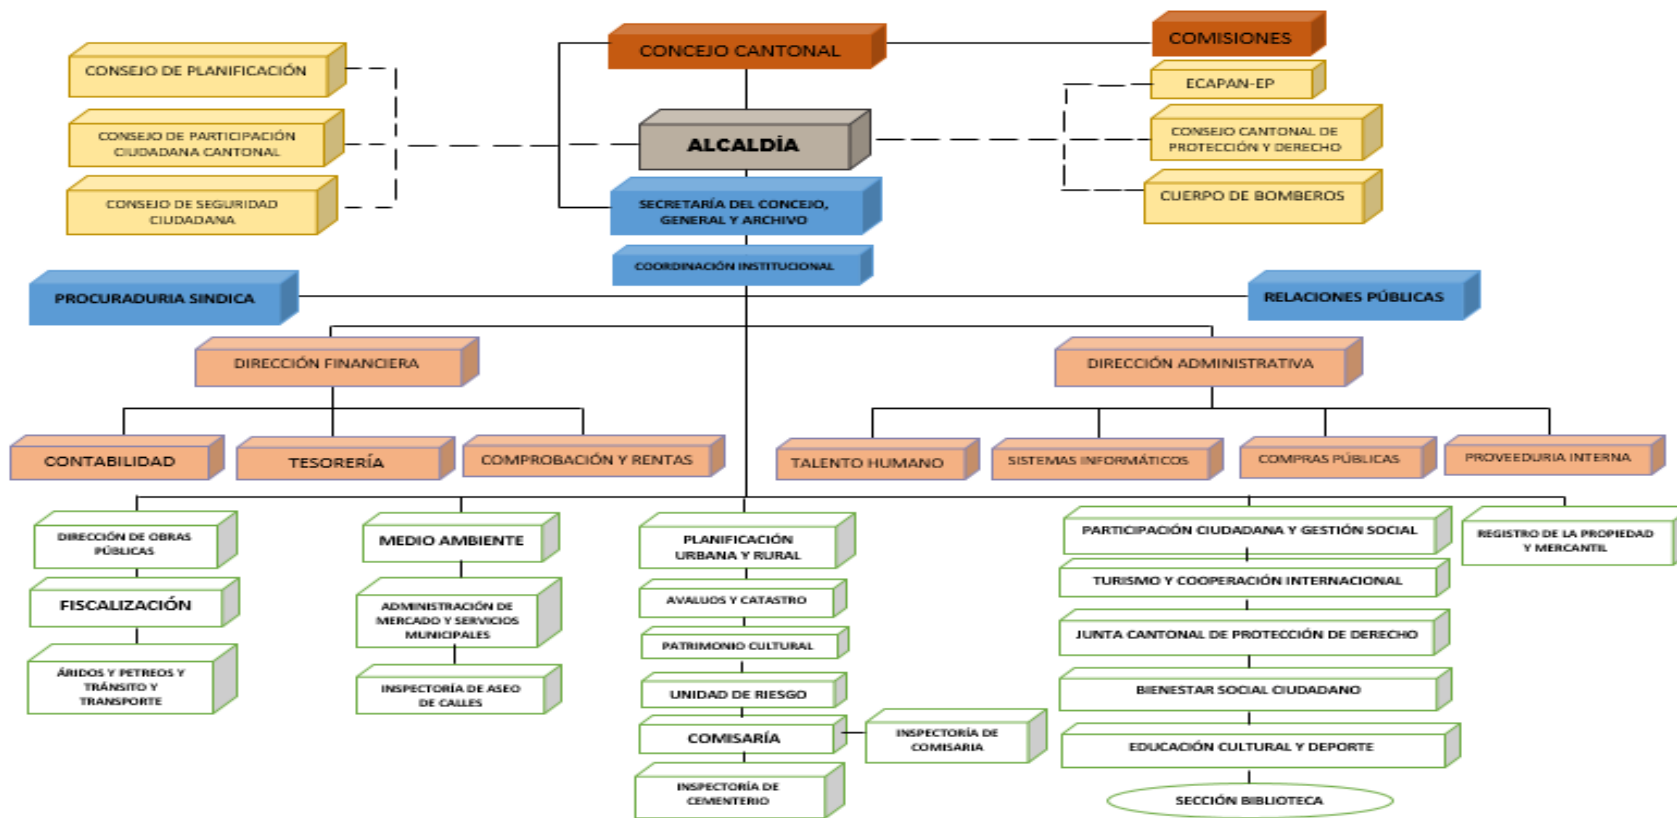 CONCEJO CANTONAL
COMISIONES
CONSEJO DE PLANIFICACIÓN
ECAPAN-EP
CONSEJO DE PARTICIPACIÓN
CIUDADANA CANTONAL
ALCALDÍA
CONSEJO CANTONAL DE
PROTECCIÓN Y DERECHO
CONSEJO DE SEGURIDAD
CIUDADANA
SECRETARÍA DEL CONCEJO,
GENERAL Y ARCHIVO
CUERPO DE BOMBEROS
COORDINACIÓN INSTITUCIONAL
PROCURADURIA SINDICA
RELACIONES PÚBLICAS
DIRECCIÓN FINANCIERA
DIRECCIÓN ADMINISTRATIVA
CONTABILIDAD
TESORERÍA
COMPROBACIÓN Y RENTAS
TALENTO HUMANO
SISTEMAS INFORMÁTICOS
COMPRAS PÚBLICAS
PROVEEDURIA INTERNA
DIRECCIÓN DE OBRAS
PÚBLICAS
MEDIO AMBIENTE
PLANIFICACIÓN
URBANA Y RURAL
PARTICIPACIÓN CIUDADANA Y GESTIÓN SOCIAL
REGISTRO DE LA PROPIEDAD
Y MERCANTIL
FISCALIZACIÓN
ADMINISTRACIÓN DE
MERCADO Y SERVICIOS
MUNICIPALES
AVALUOS Y CATASTRO
TURISMO Y COOPERACIÓN INTERNACIONAL
PATRIMONIO CULTURAL
JUNTA CANTONAL DE PROTECCIÓN DE DERECHO
ÁRIDOS Y PETREOS Y
TRÁNSITO Y
TRANSPORTE
INSPECTORÍA DE ASEO
DE CALLES
UNIDAD DE RIESGO
BIENESTAR SOCIAL CIUDADANO
COMISARÍA
INSPECTORÍA DE
COMISARIA
EDUCACIÓN CULTURAL Y DEPORTE
INSPECTORÍA DE
CEMENTERIO
SECCIÓN BIBLIOTECA